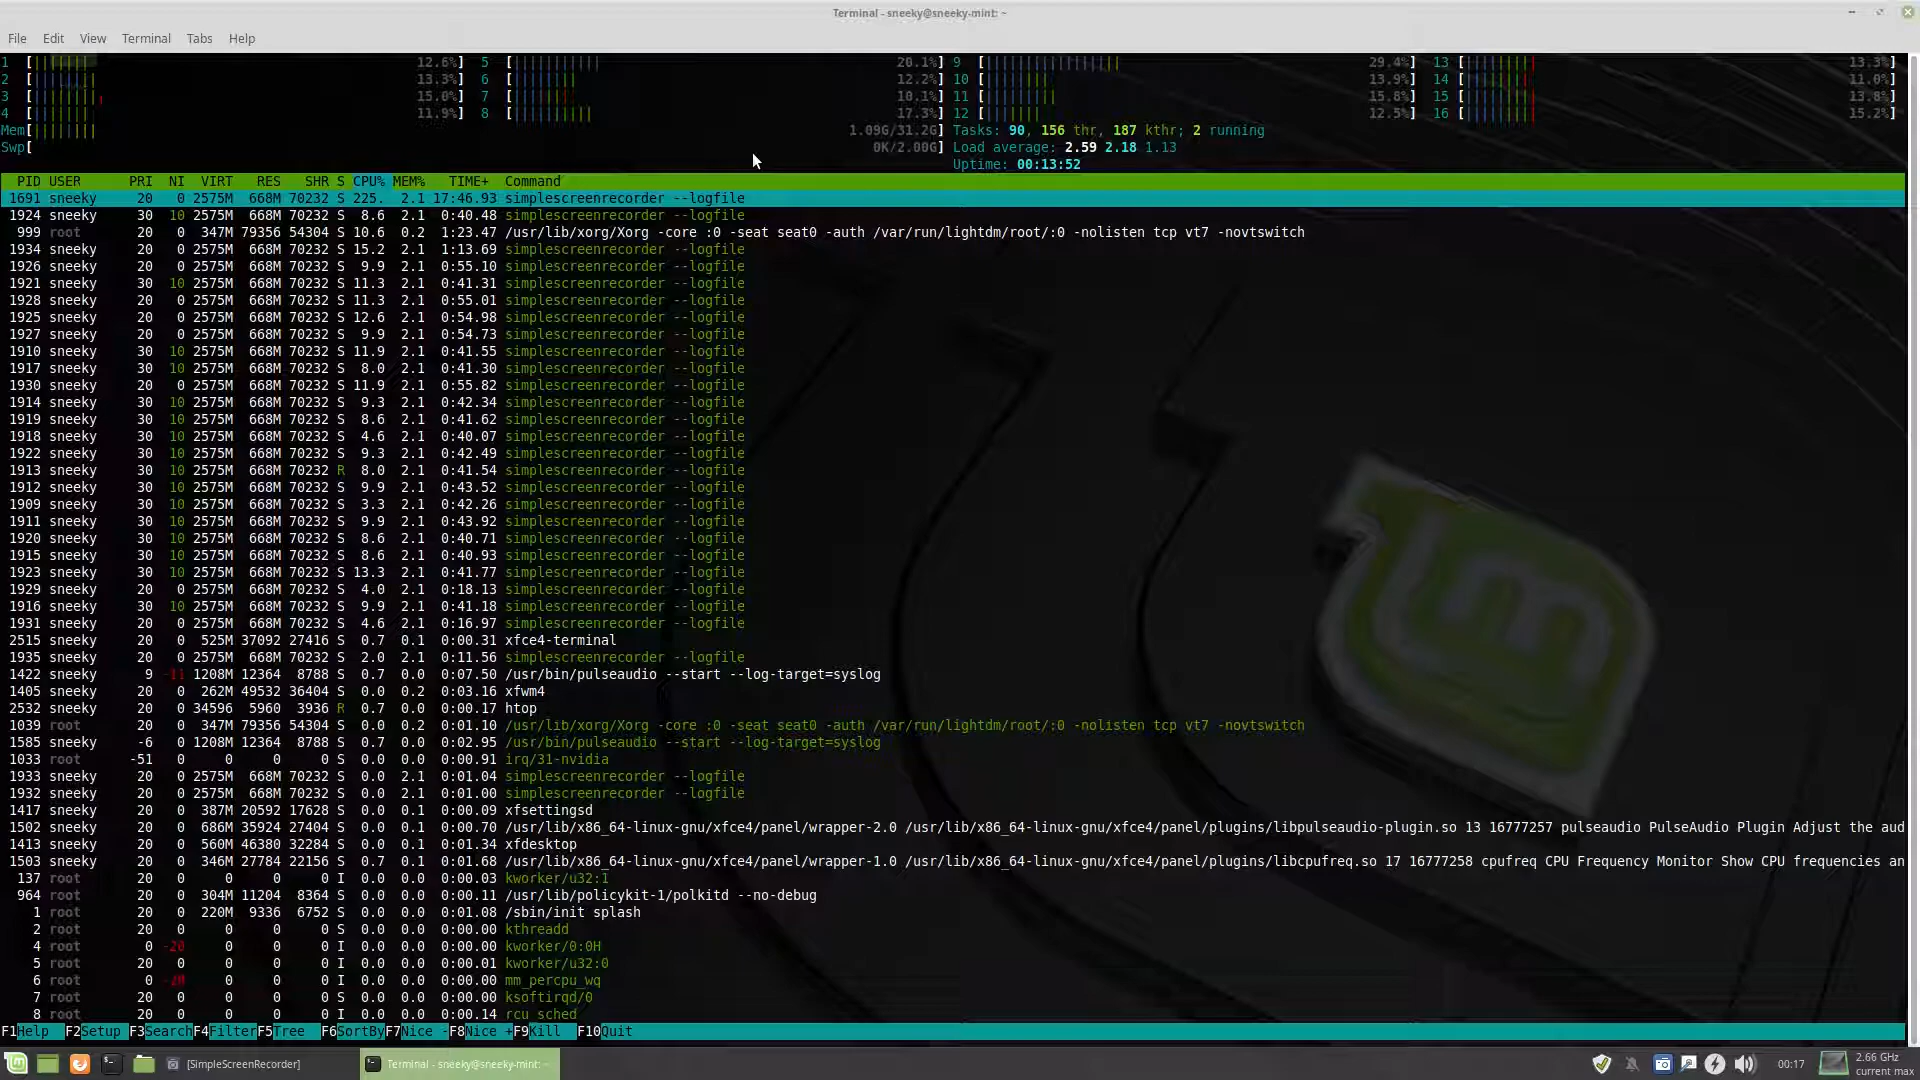 Terminal - sneeky@sneeky-mint: ~
File Edit View Terminal Tabs Help
1 [ 12.6%] 5 [ 20.1%] 9 [ 29.4%] 13 [ 13.3%]
2 [ 13.3%] 6 [ 12.2%] 10 [ 13.9%] 14 [ 11.0%]
3 [ 15.0%] 7 [ 10.1%] 11 [ 15.8%] 15 [ 13.8%]
4 [ 11.9%] 8 [ 17.3%] 12 [ 12.5%] 16 [ 15.2%]
Mem[ 1.09G/31.2G] Tasks: 90, 156 thr, 187 kthr; 2 running
Swp[ 0K/2.00G] Load average: 2.59 2.18 1.13
Uptime: 00:13:52
PID USER PRI NI VIRT RES SHR S CPU% MEM% TIME+ Command
1691 sneeky 20 0 2575M 668M 70232 S 225. 2.1 17:46.93 simplescreenrecorder --logfile
1924 sneeky 30 10 2575M 668M 70232 S 8.6 2.1 0:40.48 simplescreenrecorder --logfile
999 root 20 0 347M 79356 54304 S 10.6 0.2 1:23.47 /usr/lib/xorg/Xorg -core :0 -seat seat0 -auth /var/run/lightdm/root/:0 -nolisten tcp vt7 -novtswitch
1934 sneeky 20 0 2575M 668M 70232 S 15.2 2.1 1:13.69 simplescreenrecorder --logfile
1926 sneeky 20 0 2575M 668M 70232 S 9.9 2.1 0:55.10 simplescreenrecorder --logfile
1921 sneeky 30 10 2575M 668M 70232 S 11.3 2.1 0:41.31 simplescreenrecorder --logfile
1928 sneeky 20 0 2575M 668M 70232 S 11.3 2.1 0:55.01 simplescreenrecorder --logfile
1925 sneeky 20 0 2575M 668M 70232 S 12.6 2.1 0:54.98 simplescreenrecorder --logfile
1927 sneeky 20 0 2575M 668M 70232 S 9.9 2.1 0:54.73 simplescreenrecorder --logfile
1910 sneeky 30 10 2575M 668M 70232 S 11.9 2.1 0:41.55 simplescreenrecorder --logfile
1917 sneeky 30 10 2575M 668M 70232 S 8.0 2.1 0:41.30 simplescreenrecorder --logfile
1930 sneeky 20 0 2575M 668M 70232 S 11.9 2.1 0:55.82 simplescreenrecorder --logfile
1914 sneeky 30 10 2575M 668M 70232 S 9.3 2.1 0:42.34 simplescreenrecorder --logfile
1919 sneeky 30 10 2575M 668M 70232 S 8.6 2.1 0:41.62 simplescreenrecorder --logfile
1918 sneeky 30 10 2575M 668M 70232 S 4.6 2.1 0:40.07 simplescreenrecorder --logfile
1922 sneeky 30 10 2575M 668M 70232 S 9.3 2.1 0:42.49 simplescreenrecorder --logfile
1913 sneeky 30 10 2575M 668M 70232 R 8.0 2.1 0:41.54 simplescreenrecorder --logfile
1912 sneeky 30 10 2575M 668M 70232 S 9.9 2.1 0:43.52 simplescreenrecorder --logfile
1909 sneeky 30 10 2575M 668M 70232 S 3.3 2.1 0:42.26 simplescreenrecorder --logfile
1911 sneeky 30 10 2575M 668M 70232 S 9.9 2.1 0:43.92 simplescreenrecorder --logfile
1920 sneeky 30 10 2575M 668M 70232 S 8.6 2.1 0:40.71 simplescreenrecorder --logfile
1915 sneeky 30 10 2575M 668M 70232 S 8.6 2.1 0:40.93 simplescreenrecorder --logfile
1923 sneeky 30 10 2575M 668M 70232 S 13.3 2.1 0:41.77 simplescreenrecorder --logfile
1929 sneeky 20 0 2575M 668M 70232 S 4.0 2.1 0:18.13 simplescreenrecorder --logfile
1916 sneeky 30 10 2575M 668M 70232 S 9.9 2.1 0:41.18 simplescreenrecorder --logfile
1931 sneeky 20 0 2575M 668M 70232 S 4.6 2.1 0:16.97 simplescreenrecorder --logfile
2515 sneeky 20 0 525M 37092 27416 S 0.7 0.1 0:00.31 xfce4-terminal
1935 sneeky 20 0 2575M 668M 70232 S 2.0 2.1 0:11.56 simplescreenrecorder --logfile
1422 sneeky 9 -11 1208M 12364 8788 S 0.7 0.0 0:07.50 /usr/bin/pulseaudio --start --log-target=syslog
1405 sneeky 20 0 262M 49532 36404 S 0.0 0.2 0:03.16 xfwm4
2532 sneeky 20 0 34596 5960 3936 R 0.7 0.0 0:00.17 htop
1039 root 20 0 347M 79356 54304 S 0.0 0.2 0:01.10 /usr/lib/xorg/Xorg -core :0 -seat seat0 -auth /var/run/lightdm/root/:0 -nolisten tcp vt7 -novtswitch
1585 sneeky -6 0 1208M 12364 8788 S 0.7 0.0 0:02.95 /usr/bin/pulseaudio --start --log-target=syslog
1033 root -51 0 0 0 0 S 0.0 0.0 0:00.91 irq/31-nvidia
1933 sneeky 20 0 2575M 668M 70232 S 0.0 2.1 0:01.04 simplescreenrecorder --logfile
1932 sneeky 20 0 2575M 668M 70232 S 0.0 2.1 0:01.00 simplescreenrecorder --logfile
1417 sneeky 20 0 387M 20592 17628 S 0.0 0.1 0:00.09 xfsettingsd
1502 sneeky 20 0 686M 35924 27404 S 0.0 0.1 0:00.70 /usr/lib/x86_64-linux-gnu/xfce4/panel/wrapper-2.0 /usr/lib/x86_64-linux-gnu/xfce4/panel/plugins/libpulseaudio-plugin.so 13 16777257 pulseaudio PulseAudio Plugin Adjust the aud
1413 sneeky 20 0 560M 46380 32284 S 0.0 0.1 0:01.34 xfdesktop
1503 sneeky 20 0 346M 27784 22156 S 0.7 0.1 0:01.68 /usr/lib/x86_64-linux-gnu/xfce4/panel/wrapper-1.0 /usr/lib/x86_64-linux-gnu/xfce4/panel/plugins/libcpufreq.so 17 16777258 cpufreq CPU Frequency Monitor Show CPU frequencies an
137 root 20 0 0 0 0 I 0.0 0.0 0:00.03 kworker/u32:1
964 root 20 0 304M 11204 8364 S 0.0 0.0 0:00.11 /usr/lib/policykit-1/polkitd --no-debug
1 root 20 0 220M 9336 6752 S 0.0 0.0 0:01.08 /sbin/init splash
2 root 20 0 0 0 0 S 0.0 0.0 0:00.00 kthreadd
4 root 0 -20 0 0 0 I 0.0 0.0 0:00.00 kworker/0:0H
5 root 20 0 0 0 0 I 0.0 0.0 0:00.01 kworker/u32:0
6 root 0 -20 0 0 0 I 0.0 0.0 0:00.00 mm_percpu_wq
7 root 20 0 0 0 0 S 0.0 0.0 0:00.00 ksoftirqd/0
8 root 20 0 0 0 0 I 0.0 0.0 0:00.14 rcu_sched
F1Help F2Setup F3SearchF4FilterF5Tree F6SortByF7Nice -F8Nice +F9Kill F10Quit
[SimpleScreenRecorder] Terminal - sneeky@sneeky-mint: ~ 00:17 2.66 GHz
current max